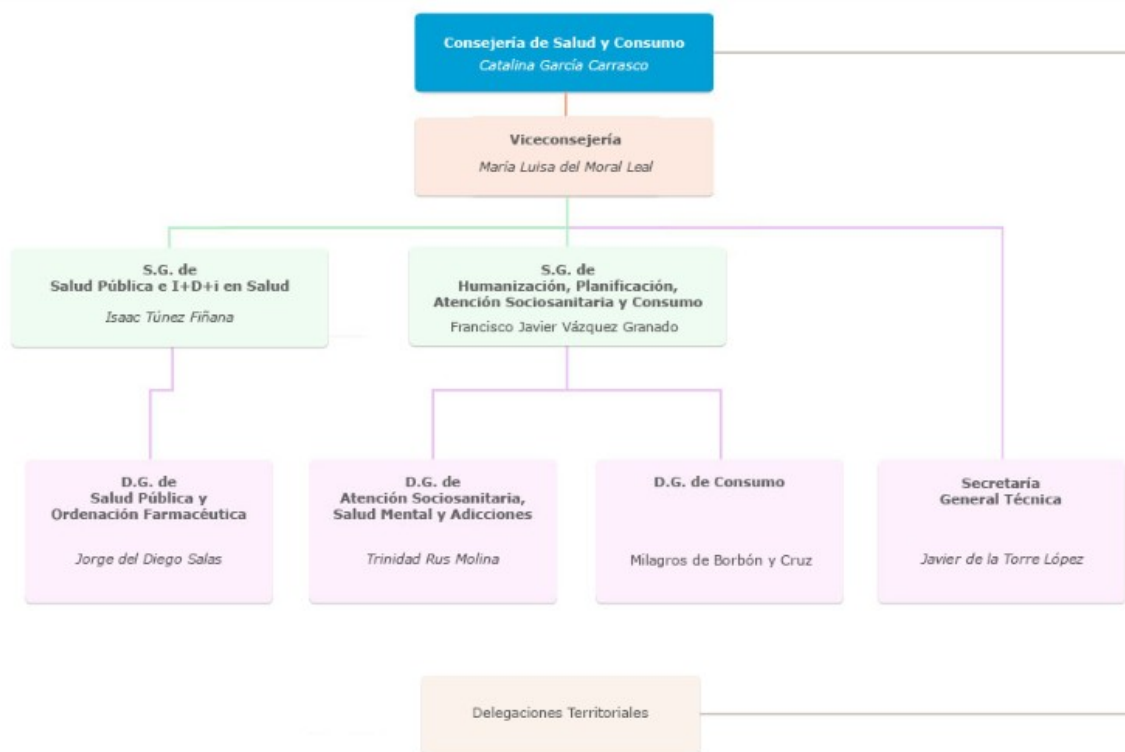 Consejería de Salud y Consumo
Catalina García Carrasco
Viceconsejería
María Luisa del Moral Leal
S.G. de
Salud Pública e I+D+i en Salud
Isaac Túnez Fiñana
S.G. de
Humanización, Planificación,
Atención Sociosanitaria y Consumo
Francisco Javier Vázquez Granado
D.G. de
Salud Pública y
Ordenación Farmacéutica
Jorge del Diego Salas
D.G. de
Atención Sociosanitaria,
Salud Mental y Adicciones
Trinidad Rus Molina
D.G. de Consumo
Milagros de Borbón y Cruz
Secretaría
General Técnica
Javier de la Torre López
Delegaciones Territoriales